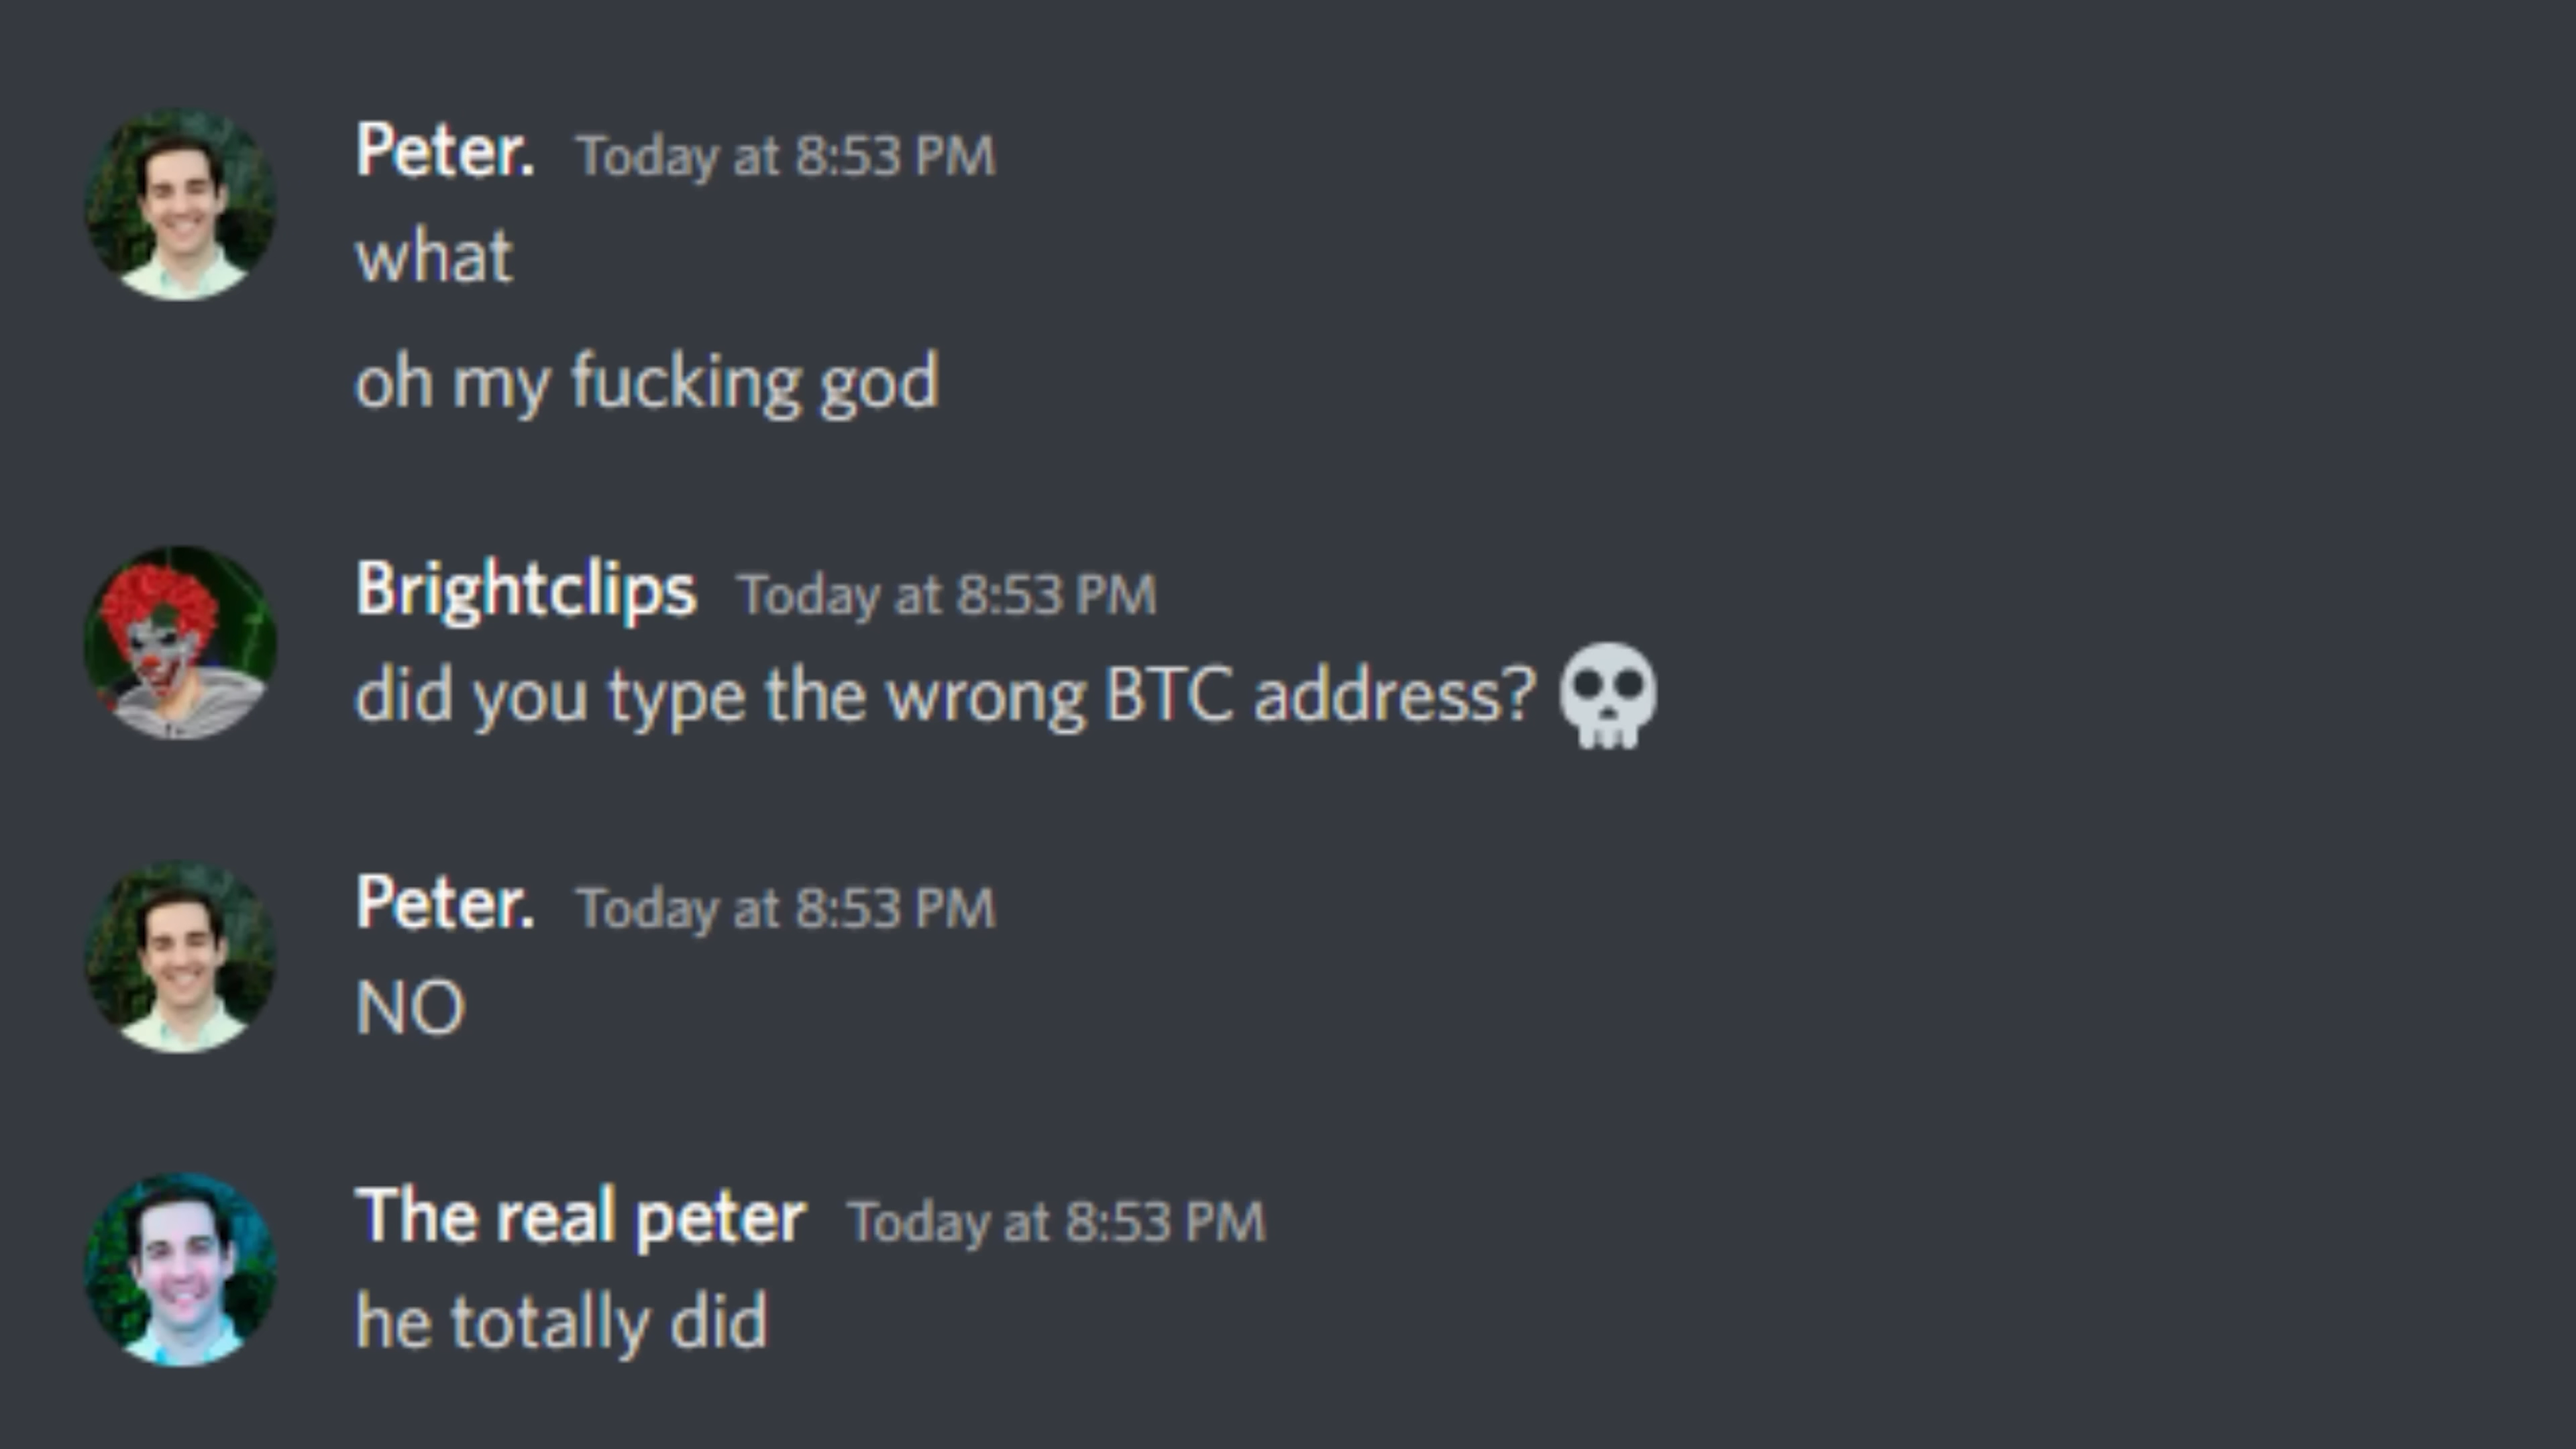 Peter. Today at 8:53 PM
what
oh my fucking god
Brightclips Today at 8:53 PM
did you type the wrong BTC address? 💀
Peter. Today at 8:53 PM
NO
The real peter Today at 8:53 PM
he totally did